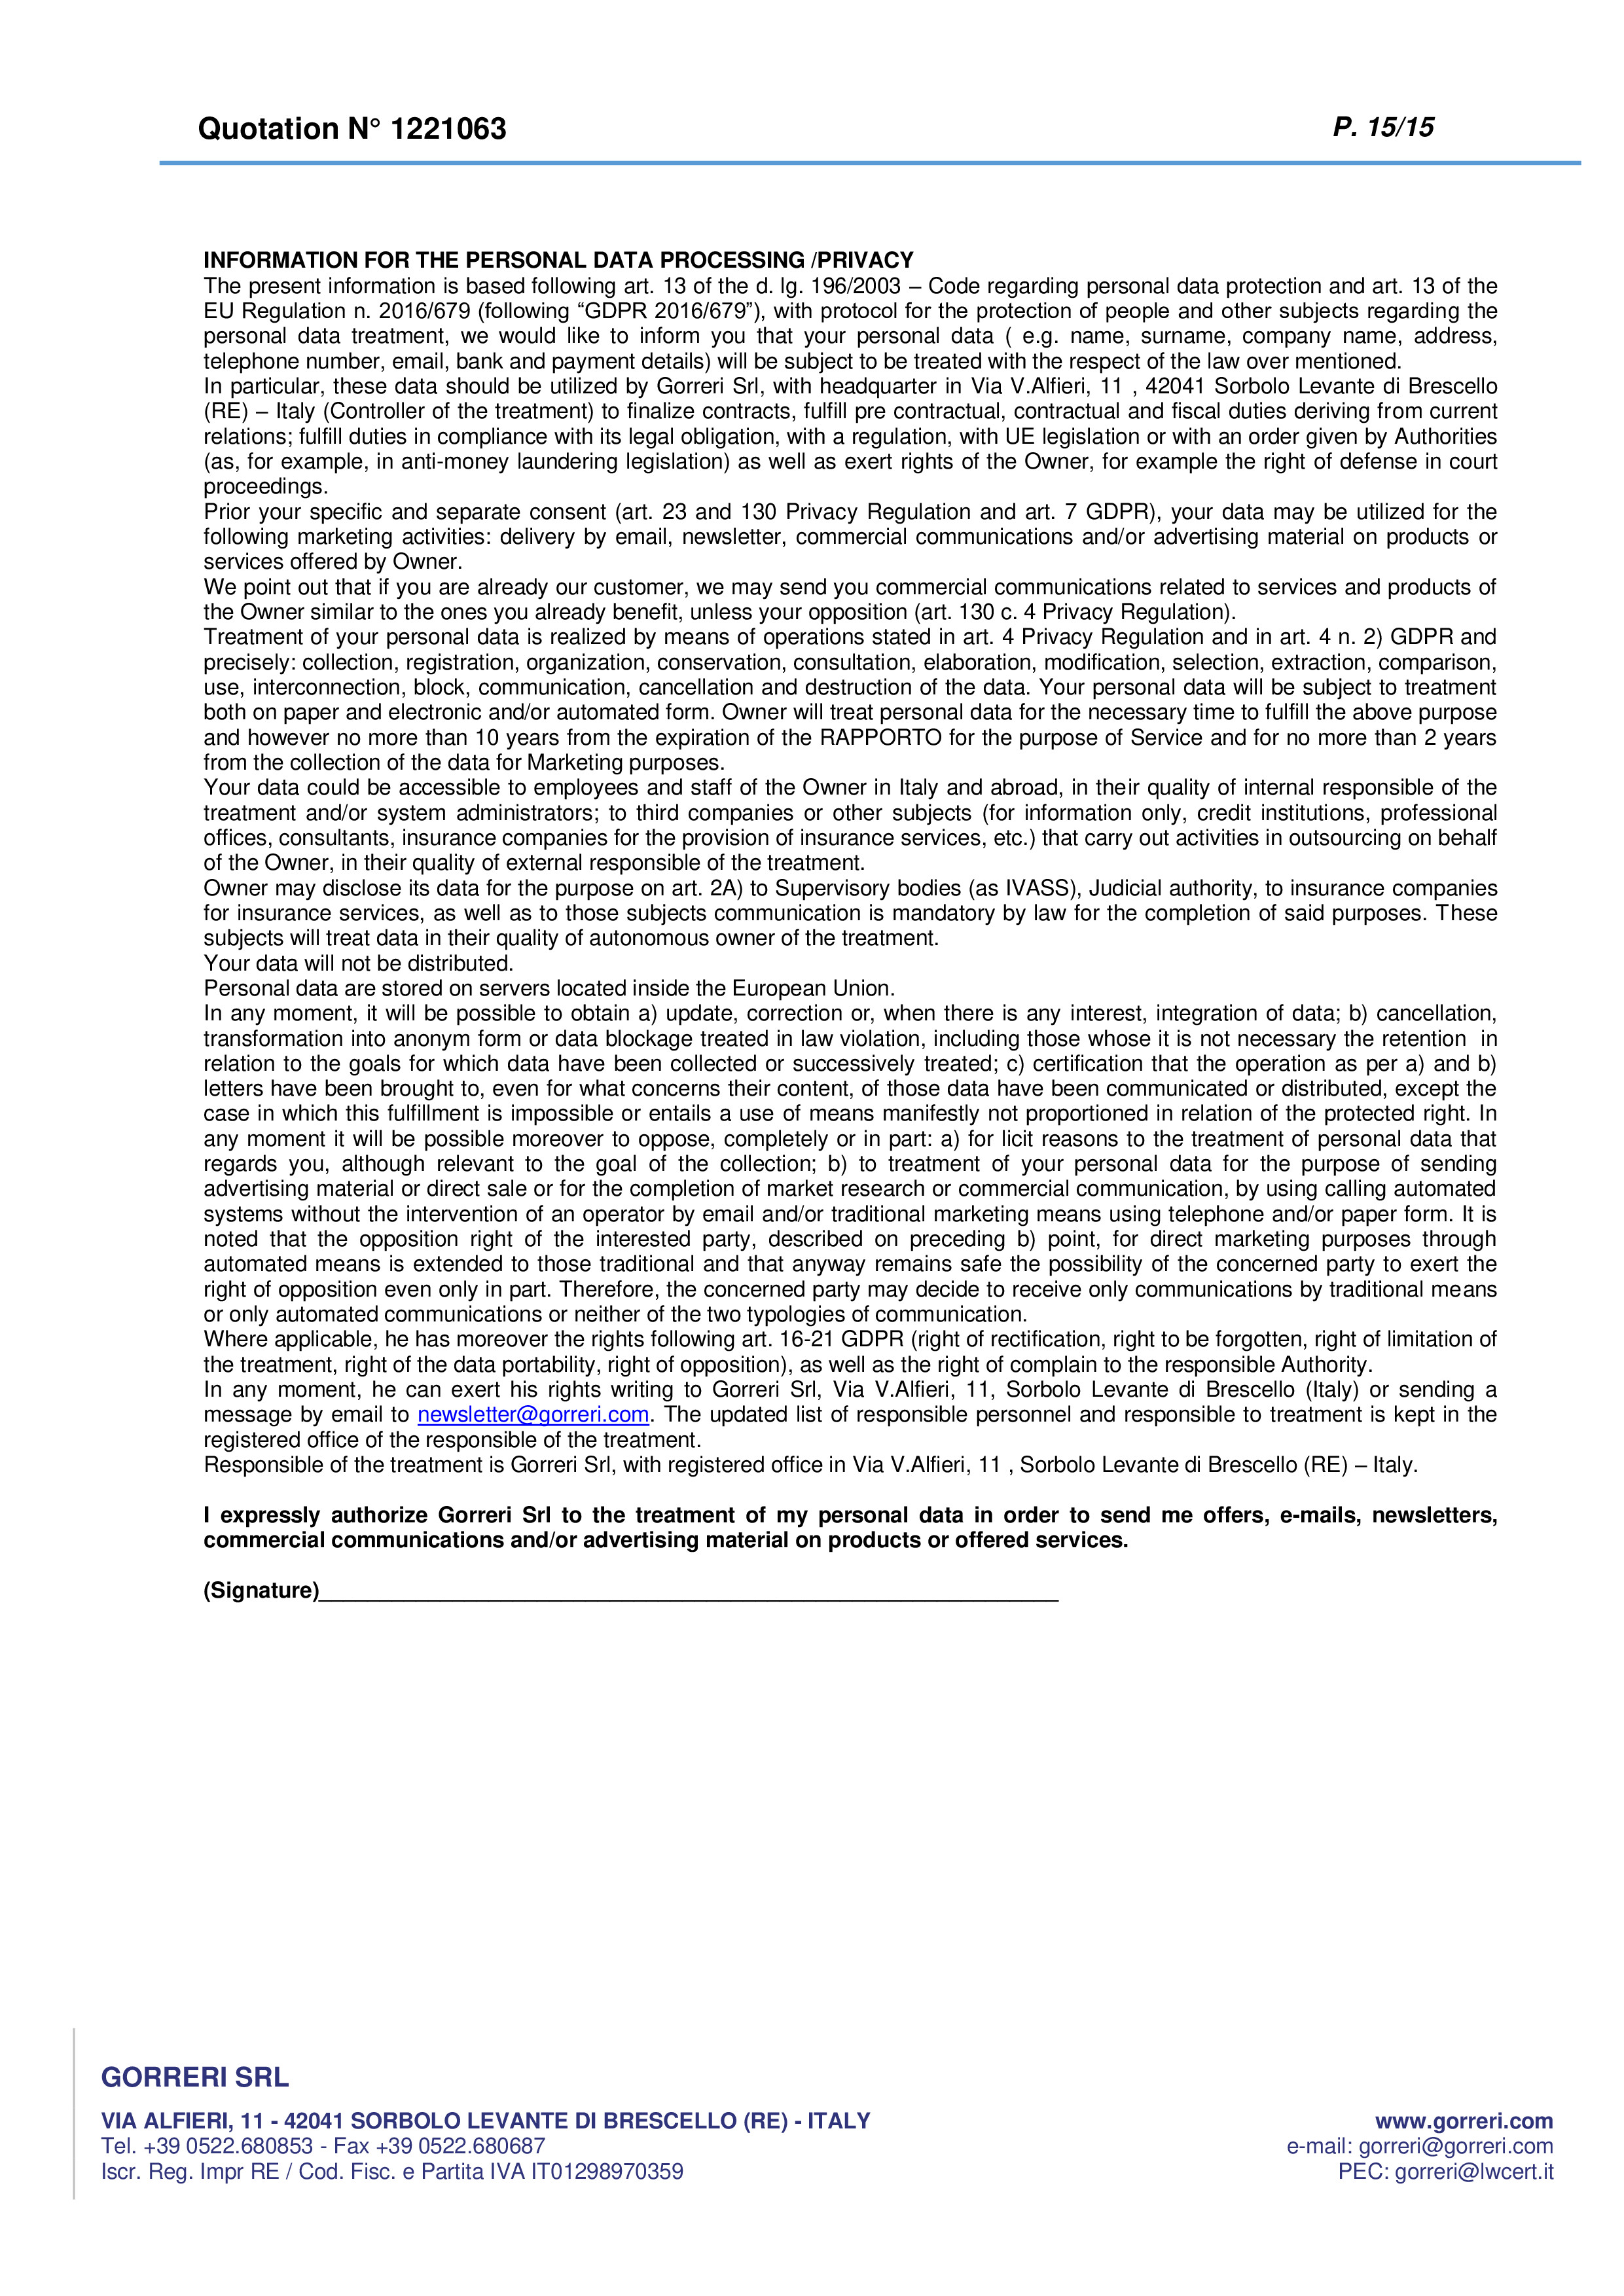 Quotation N° 1221063
P. 15/15
INFORMATION FOR THE PERSONAL DATA PROCESSING /PRIVACY
The present information is based following art. 13 of the d. lg. 196/2003 – Code regarding personal data protection and art. 13 of the
EU Regulation n. 2016/679 (following “GDPR 2016/679”), with protocol for the protection of people and other subjects regarding the
personal data treatment, we would like to inform you that your personal data ( e.g. name, surname, company name, address,
telephone number, email, bank and payment details) will be subject to be treated with the respect of the law over mentioned.
In particular, these data should be utilized by Gorreri Srl, with headquarter in Via V.Alfieri, 11 , 42041 Sorbolo Levante di Brescello
(RE) – Italy (Controller of the treatment) to finalize contracts, fulfill pre contractual, contractual and fiscal duties deriving from current
relations; fulfill duties in compliance with its legal obligation, with a regulation, with UE legislation or with an order given by Authorities
(as, for example, in anti-money laundering legislation) as well as exert rights of the Owner, for example the right of defense in court
proceedings.
Prior your specific and separate consent (art. 23 and 130 Privacy Regulation and art. 7 GDPR), your data may be utilized for the
following marketing activities: delivery by email, newsletter, commercial communications and/or advertising material on products or
services offered by Owner.
We point out that if you are already our customer, we may send you commercial communications related to services and products of
the Owner similar to the ones you already benefit, unless your opposition (art. 130 c. 4 Privacy Regulation).
Treatment of your personal data is realized by means of operations stated in art. 4 Privacy Regulation and in art. 4 n. 2) GDPR and
precisely: collection, registration, organization, conservation, consultation, elaboration, modification, selection, extraction, comparison,
use, interconnection, block, communication, cancellation and destruction of the data. Your personal data will be subject to treatment
both on paper and electronic and/or automated form. Owner will treat personal data for the necessary time to fulfill the above purpose
and however no more than 10 years from the expiration of the RAPPORTO for the purpose of Service and for no more than 2 years
from the collection of the data for Marketing purposes.
Your data could be accessible to employees and staff of the Owner in Italy and abroad, in their quality of internal responsible of the
treatment and/or system administrators; to third companies or other subjects (for information only, credit institutions, professional
offices, consultants, insurance companies for the provision of insurance services, etc.) that carry out activities in outsourcing on behalf
of the Owner, in their quality of external responsible of the treatment.
Owner may disclose its data for the purpose on art. 2A) to Supervisory bodies (as IVASS), Judicial authority, to insurance companies
for insurance services, as well as to those subjects communication is mandatory by law for the completion of said purposes. These
subjects will treat data in their quality of autonomous owner of the treatment.
Your data will not be distributed.
Personal data are stored on servers located inside the European Union.
In any moment, it will be possible to obtain a) update, correction or, when there is any interest, integration of data; b) cancellation,
transformation into anonym form or data blockage treated in law violation, including those whose it is not necessary the retention in
relation to the goals for which data have been collected or successively treated; c) certification that the operation as per a) and b)
letters have been brought to, even for what concerns their content, of those data have been communicated or distributed, except the
case in which this fulfillment is impossible or entails a use of means manifestly not proportioned in relation of the protected right. In
any moment it will be possible moreover to oppose, completely or in part: a) for licit reasons to the treatment of personal data that
regards you, although relevant to the goal of the collection; b) to treatment of your personal data for the purpose of sending
advertising material or direct sale or for the completion of market research or commercial communication, by using calling automated
systems without the intervention of an operator by email and/or traditional marketing means using telephone and/or paper form. It is
noted that the opposition right of the interested party, described on preceding b) point, for direct marketing purposes through
automated means is extended to those traditional and that anyway remains safe the possibility of the concerned party to exert the
right of opposition even only in part. Therefore, the concerned party may decide to receive only communications by traditional means
or only automated communications or neither of the two typologies of communication.
Where applicable, he has moreover the rights following art. 16-21 GDPR (right of rectification, right to be forgotten, right of limitation of
the treatment, right of the data portability, right of opposition), as well as the right of complain to the responsible Authority.
In any moment, he can exert his rights writing to Gorreri Srl, Via V.Alfieri, 11, Sorbolo Levante di Brescello (Italy) or sending a
message by email to newsletter@gorreri.com. The updated list of responsible personnel and responsible to treatment is kept in the
registered office of the responsible of the treatment.
Responsible of the treatment is Gorreri Srl, with registered office in Via V.Alfieri, 11 , Sorbolo Levante di Brescello (RE) – Italy.
I expressly authorize Gorreri Srl to the treatment of my personal data in order to send me offers, e-mails, newsletters,
commercial communications and/or advertising material on products or offered services.
(Signature)____________________________________________________________
GORRERI SRL
VIA ALFIERI, 11 - 42041 SORBOLO LEVANTE DI BRESCELLO (RE) - ITALY
Tel. +39 0522.680853 - Fax +39 0522.680687
Iscr. Reg. Impr RE / Cod. Fisc. e Partita IVA IT01298970359
www.gorreri.com
e-mail: gorreri@gorreri.com
PEC: gorreri@lwcert.it